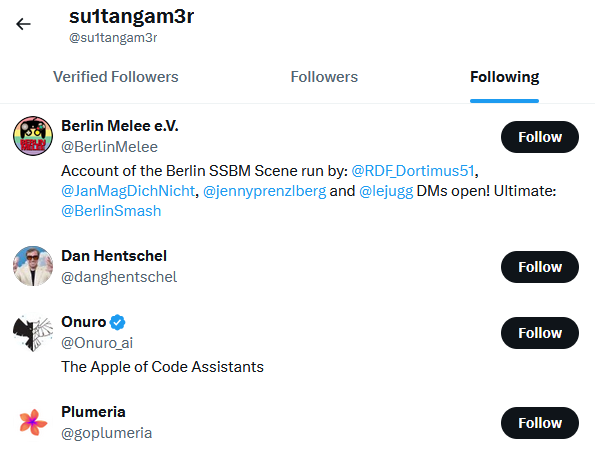 su1tangam3r
@su1tangam3r
Verified Followers
Followers
Following
Berlin Melee e.V.
@BerlinMelee
Follow
Account of the Berlin SSBM Scene run by: @RDF_Dortimus51,
@JanMagDichNicht, @jennyprenzlberg and @lejugg DMs open! Ultimate:
@BerlinSmash
Dan Hentschel
@danghentschel
Follow
Onuro
@Onuro_ai
Follow
The Apple of Code Assistants
Plumeria
@goplumeria
Follow